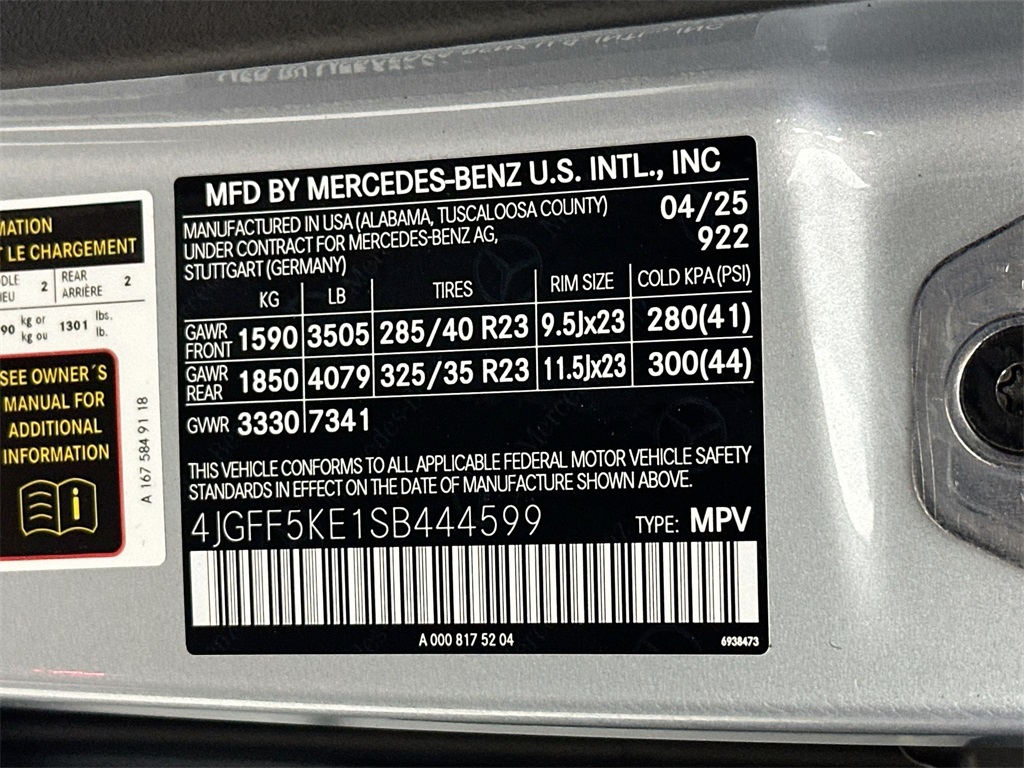 MATION
T LE CHARGEMENT
REAR
ARRIÈRE
2
2
90 kg or
kg ou
1301 lbs.
lb.
SEE OWNER´S
MANUAL FOR
ADDITIONAL
INFORMATION
A 167 584 91 18
MFD BY MERCEDES-BENZ U.S. INTL., INC
MANUFACTURED IN USA (ALABAMA, TUSCALOOSA COUNTY)
UNDER CONTRACT FOR MERCEDES-BENZ AG,
STUTTGART (GERMANY)
04/25
922
KG LB TIRES RIM SIZE COLD KPA (PSI)
GAWR FRONT 1590 3505 285/40 R23 9.5Jx23 280(41)
GAWR REAR 1850 4079 325/35 R23 11.5Jx23 300(44)
GVWR 3330 7341
THIS VEHICLE CONFORMS TO ALL APPLICABLE FEDERAL MOTOR VEHICLE SAFETY
STANDARDS IN EFFECT ON THE DATE OF MANUFACTURE SHOWN ABOVE.
4JGFF5KE1SB444599 TYPE: MPV
A 000 817 52 04
6938473